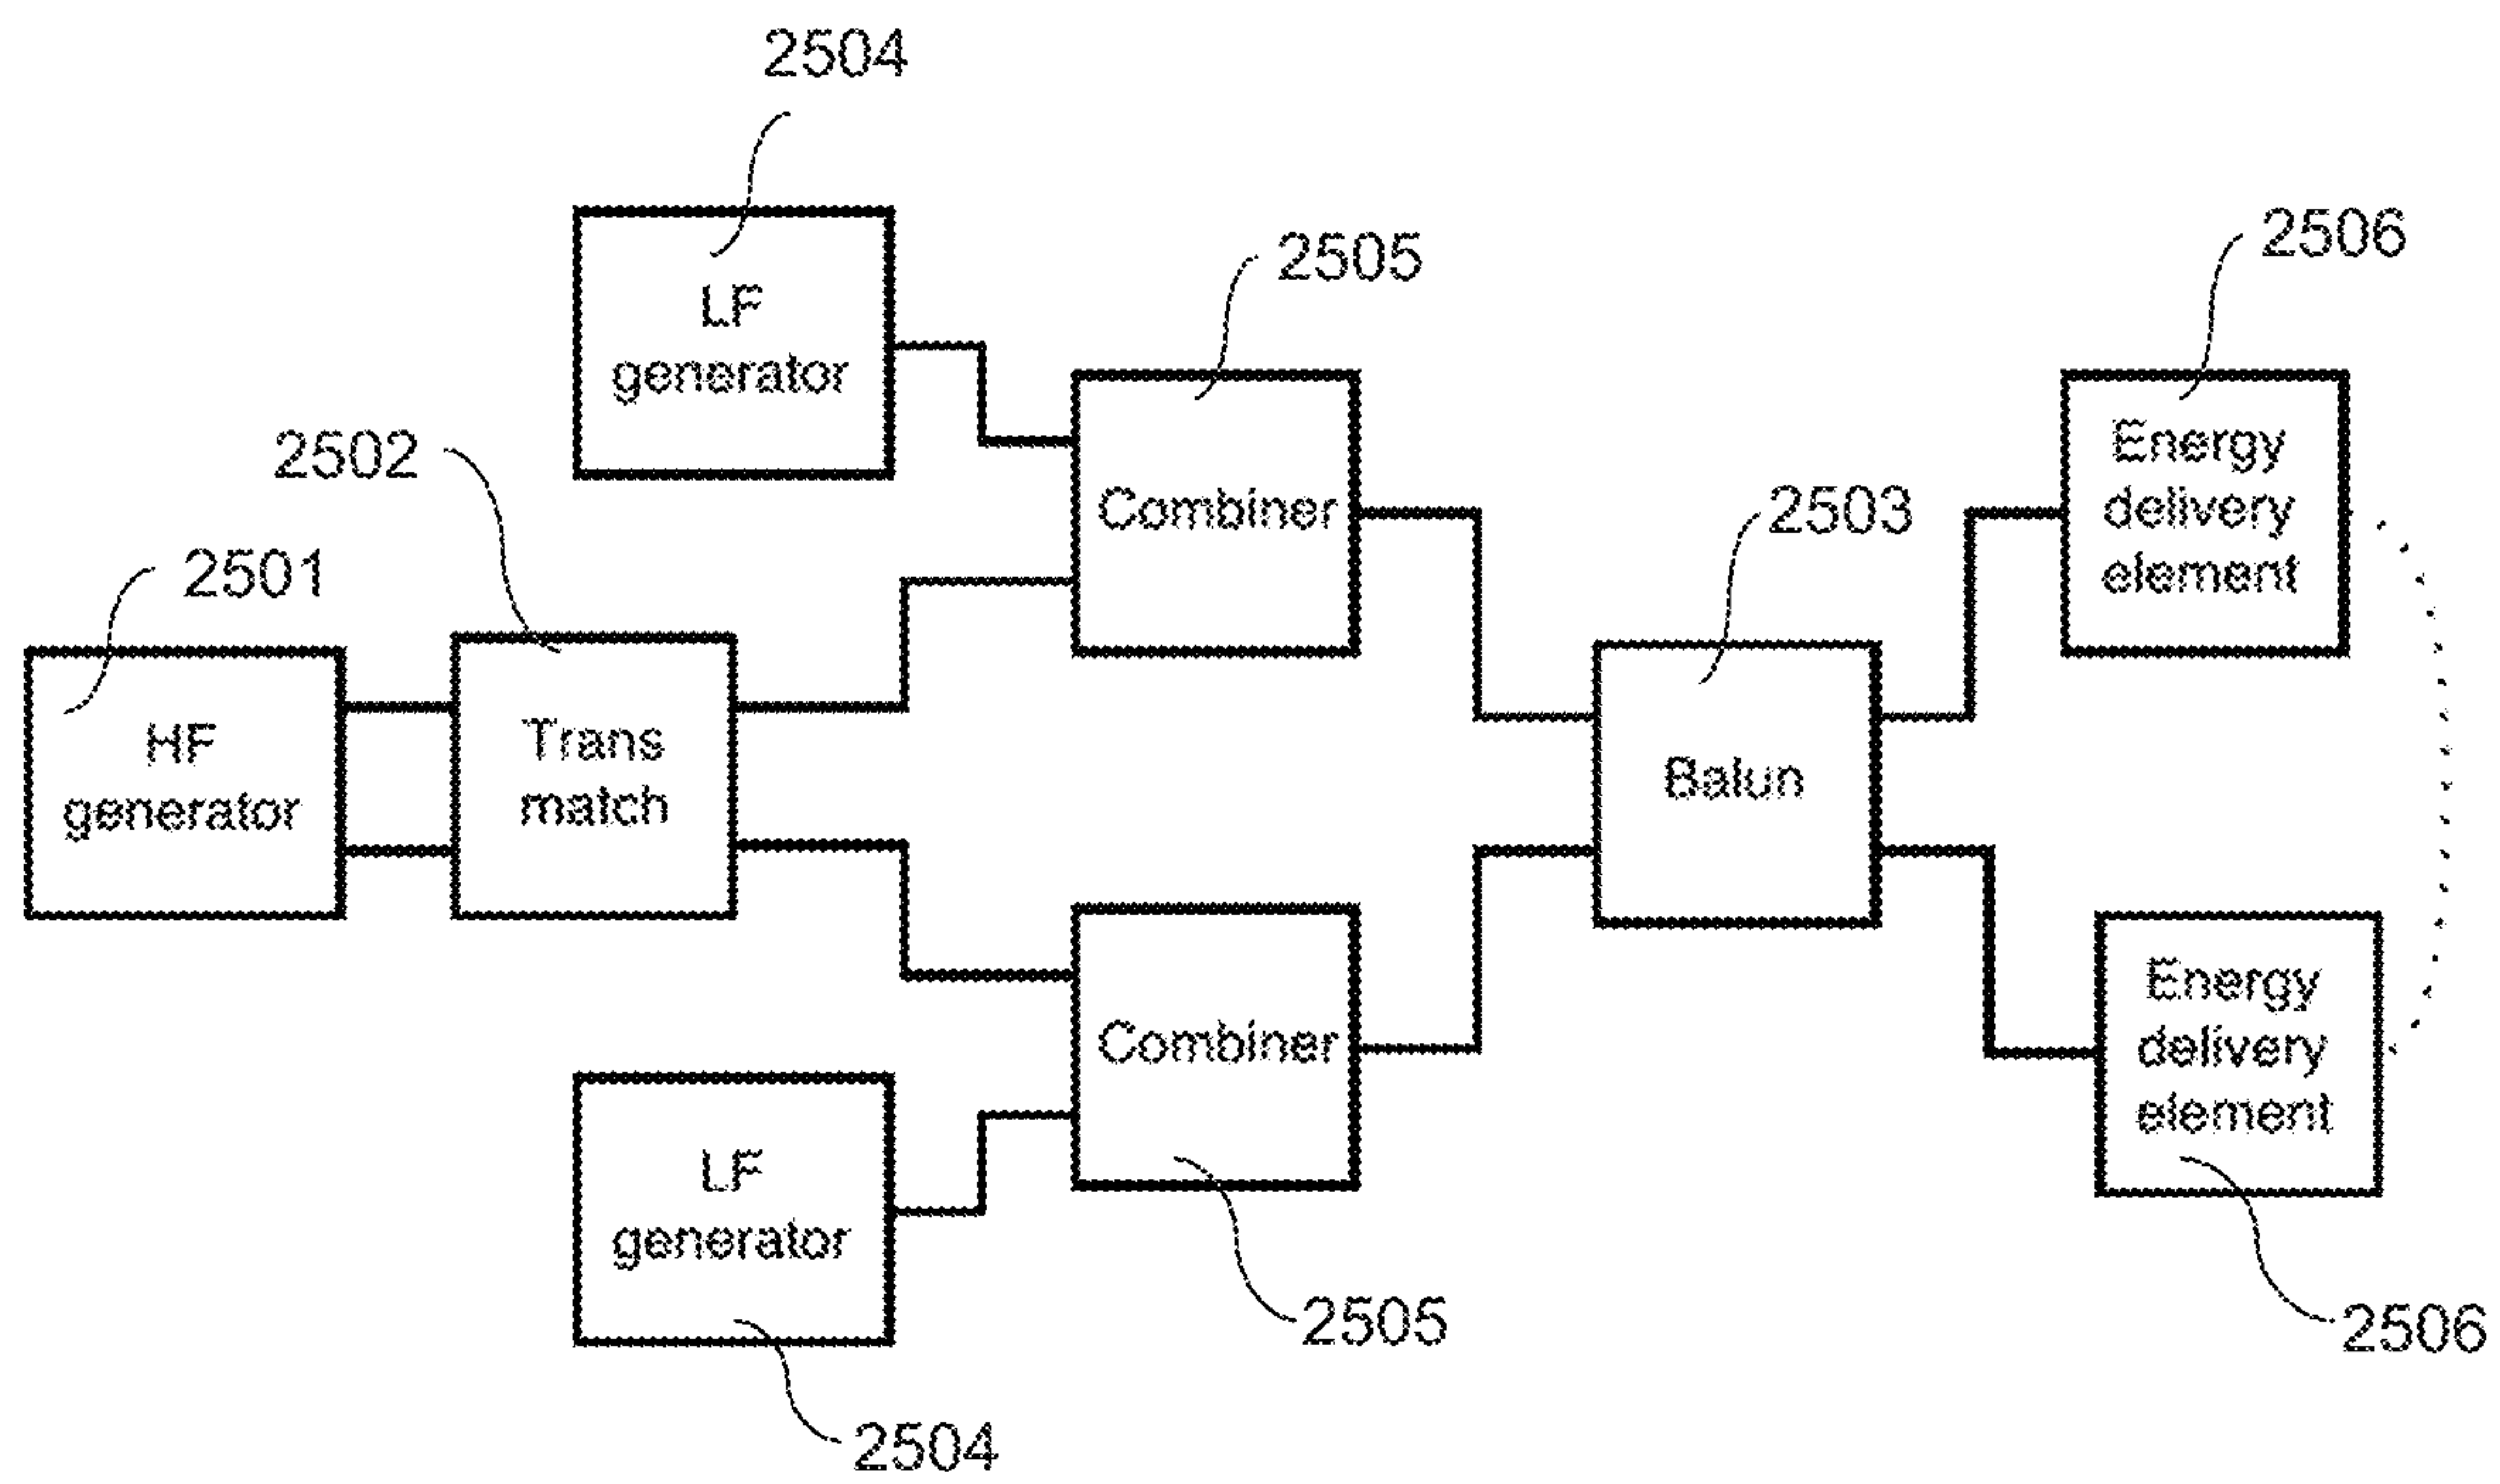 2504
LF
generator
2505
2506
2502
Combiner
2503
Energy
delivery
element
2501
HF
generator
Trans
match
Balun
Combiner
Energy
delivery
element
LF
generator
2505
2506
2504